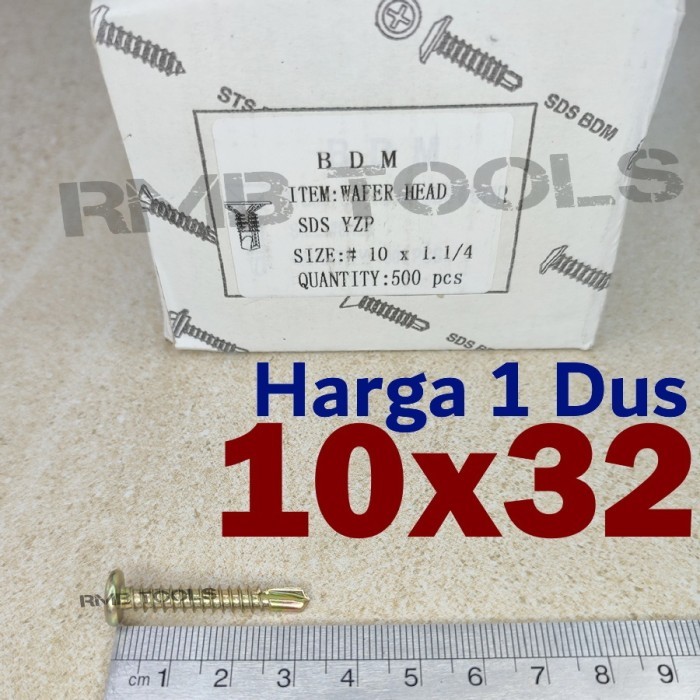 STS
SDS BDM
B D M
ITEM:WAFER HEAD
SDS YZP
SIZE:# 10 x 1.1/4
QUANTITY:500 pcs
RMB TOOLS
SDS B
Harga 1 Dus
10x32
RMB TOOLS
cm 1 2 3 4 5 6 7 8 9